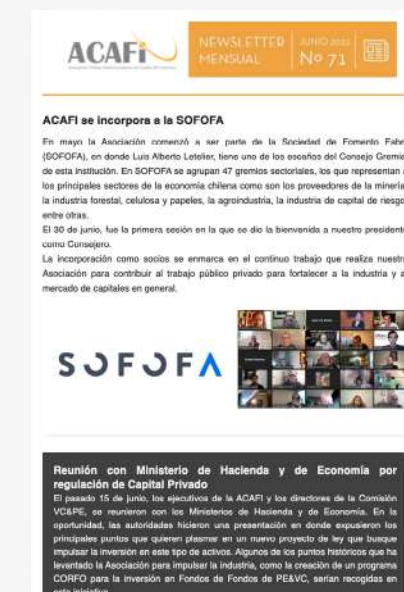 ACAFi
NEWSLETTER
MENSUAL
JUNIO 2021
Nº 71
ACAFI se incorpora a la SOFOFA
En mayo la Asociación comenzó a ser parte de la Sociedad de Fomento Fabri
(SOFOFA), en donde Luis Alberto Letelier, tiene uno de los escaños del Consejo Gremia
de esta institución. En SOFOFA se agrupan 47 gremios sectoriales, los que representan a
los principales sectores de la economía chilena como son los proveedores de la minería
la industria forestal, celulosa y papeles, la agroindustria, la industria de capital de riesgo
entre otras.
El 30 de junio, fue la primera sesión en la que se dio la bienvenida a nuestro presidente
como Consejero.
La incorporación como socios se enmarca en el continuo trabajo que realiza nuestra
Asociación para contribuir al trabajo público privado para fortalecer a la industria y a
mercado de capitales en general.
SOFOFA
Reunión con Ministerio de Hacienda y de Economía por
regulación de Capital Privado
El pasado 15 de junio, los ejecutivos de la ACAFI y los directores de la Comisión
VC&PE, se reunieron con los Ministerios de Hacienda y de Economía. En la
oportunidad, las autoridades hicieron una presentación en donde expusieron los
principales puntos que quieren plasmar en un nuevo proyecto de ley que busque
impulsar la inversión en este tipo de activos. Algunos de los puntos históricos que ha
levantado la Asociación para impulsar la industria, como la creación de un programa
CORFO para la inversión en Fondos de Fondos de PE&VC, serían recogidas en
esta iniciativa